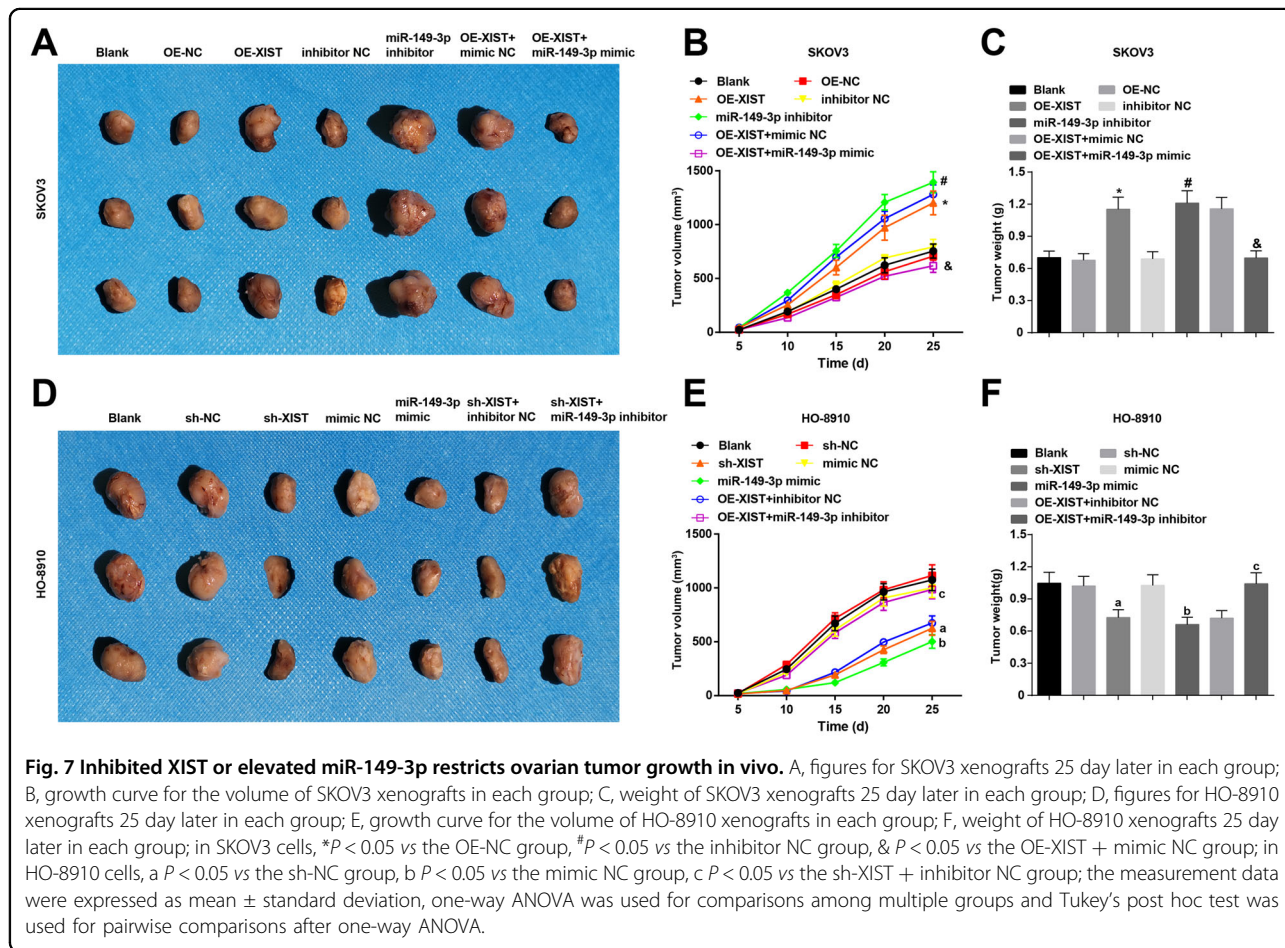 A
Blank OE-NC OE-XIST inhibitor NC miR-149-3p inhibitor OE-XIST+ mimic NC OE-XIST+ miR-149-3p mimic
SKOV3
B
SKOV3
Blank OE-NC
OE-XIST inhibitor NC
miR-149-3p inhibitor
OE-XIST+mimic NC
OE-XIST+miR-149-3p mimic
Tumor volume (mm³)
1500
1000
500
0
#
*
&
5 10 15 20 25
Time (d)
C
SKOV3
Blank OE-NC
OE-XIST inhibitor NC
miR-149-3p inhibitor
OE-XIST+mimic NC
OE-XIST+miR-149-3p mimic
Tumor weight (g)
1.5
1.2
0.9
0.6
0.3
0
* # &
D
Blank sh-NC sh-XIST mimic NC miR-149-3p mimic sh-XIST+ inhibitor NC sh-XIST+ miR-149-3p inhibitor
HO-8910
E
HO-8910
Blank sh-NC
sh-XIST mimic NC
miR-149-3p mimic
OE-XIST+inhibitor NC
OE-XIST+miR-149-3p inhibitor
Tumor volume (mm³)
1500
1000
500
0
c
a
b
5 10 15 20 25
Time (d)
F
HO-8910
Blank sh-NC
sh-XIST mimic NC
miR-149-3p mimic
OE-XIST+inhibitor NC
OE-XIST+miR-149-3p inhibitor
Tumor weight(g)
1.5
1.2
0.9
0.6
0.3
0
a b c
Fig. 7 Inhibited XIST or elevated miR-149-3p restricts ovarian tumor growth in vivo. A, figures for SKOV3 xenografts 25 day later in each group;
B, growth curve for the volume of SKOV3 xenografts in each group; C, weight of SKOV3 xenografts 25 day later in each group; D, figures for HO-8910
xenografts 25 day later in each group; E, growth curve for the volume of HO-8910 xenografts in each group; F, weight of HO-8910 xenografts 25 day
later in each group; in SKOV3 cells, *P < 0.05 vs the OE-NC group, #P < 0.05 vs the inhibitor NC group, & P < 0.05 vs the OE-XIST + mimic NC group; in
HO-8910 cells, a P < 0.05 vs the sh-NC group, b P < 0.05 vs the mimic NC group, c P < 0.05 vs the sh-XIST + inhibitor NC group; the measurement data
were expressed as mean ± standard deviation, one-way ANOVA was used for comparisons among multiple groups and Tukey's post hoc test was
used for pairwise comparisons after one-way ANOVA.